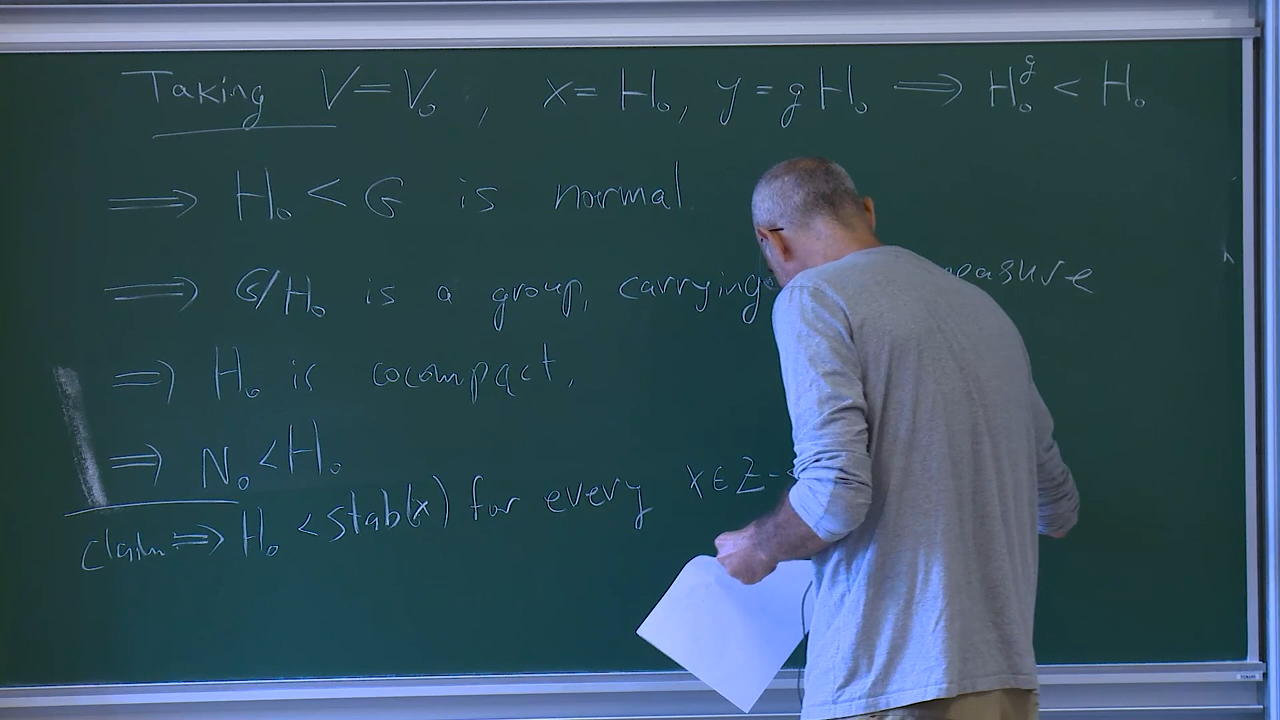 Taking V=V₀, x=H₀, y=gH₀ ⟹ H₀ᵍ < H₀
⟹ H₀ < G is normal
⟹ G/H₀ is a group, carrying measure
⟹ H₀ is cocompact,
⟹ N₀ < H₀
Claim ⟹ H₀ < Stab(x) for every x∈Z-